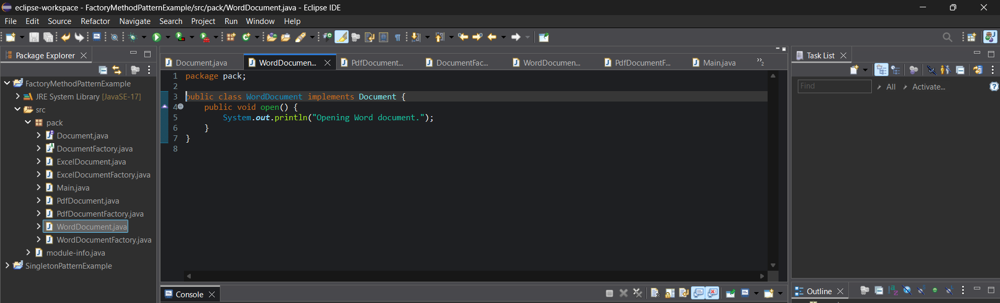 eclipse-workspace - FactoryMethodPatternExample/src/pack/WordDocument.java - Eclipse IDE
File Edit Source Refactor Navigate Search Project Run Window Help
Package Explorer
FactoryMethodPatternExample
JRE System Library [JavaSE-17]
src
pack
Document.java
DocumentFactory.java
ExcelDocument.java
ExcelDocumentFactory.java
Main.java
PdfDocument.java
PdfDocumentFactory.java
WordDocument.java
WordDocumentFactory.java
module-info.java
SingletonPatternExample
Document.java WordDocumen... PdfDocument... DocumentFac... WordDocumen... PdfDocumentF... Main.java »2
1 package pack;
2
3 public class WordDocument implements Document {
4 public void open() {
5 System.out.println("Opening Word document.");
6 }
7 }
8
Console
Task List
Find All Activate...
Outline